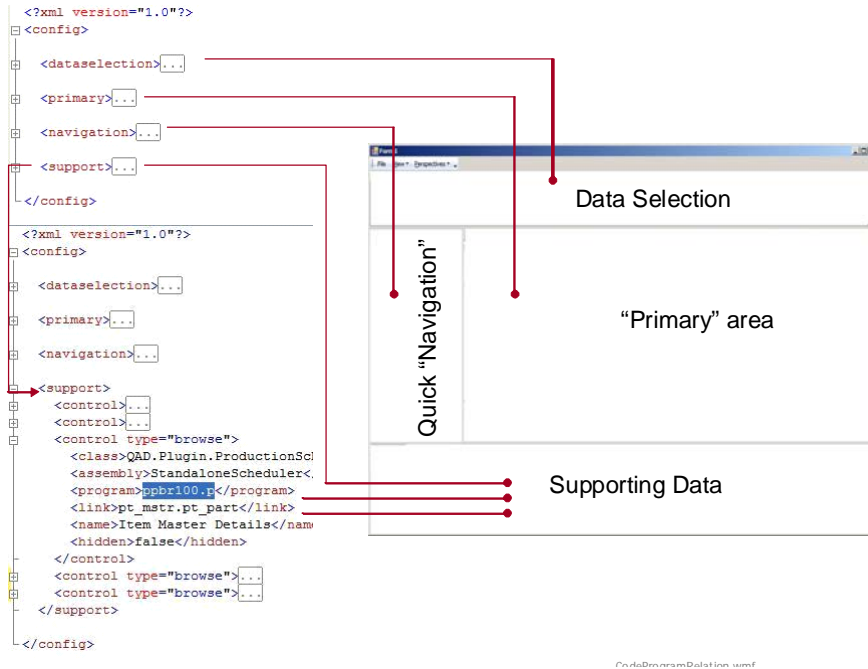 <?xml version="1.0"?>
<config>
<dataselection>...
<primary>...
<navigation>...
<support>...
</config>
<?xml version="1.0"?>
<config>
<dataselection>...
<primary>...
<navigation>...
<support>
<control>...
<control>...
<control type="browse">
<class>QAD.Plugin.ProductionSc
<assembly>StandaloneScheduler<
<program>ppbr100.p</program>
<link>pt_mstr.pt_part</link>
<name>Item Master Details</nam
<hidden>false</hidden>
</control>
<control type="browse">...
<control type="browse">...
</support>
</config>
File View Perspectives
Data Selection
Quick “Navigation”
“Primary” area
Supporting Data
CodeProgramRelation.wmf